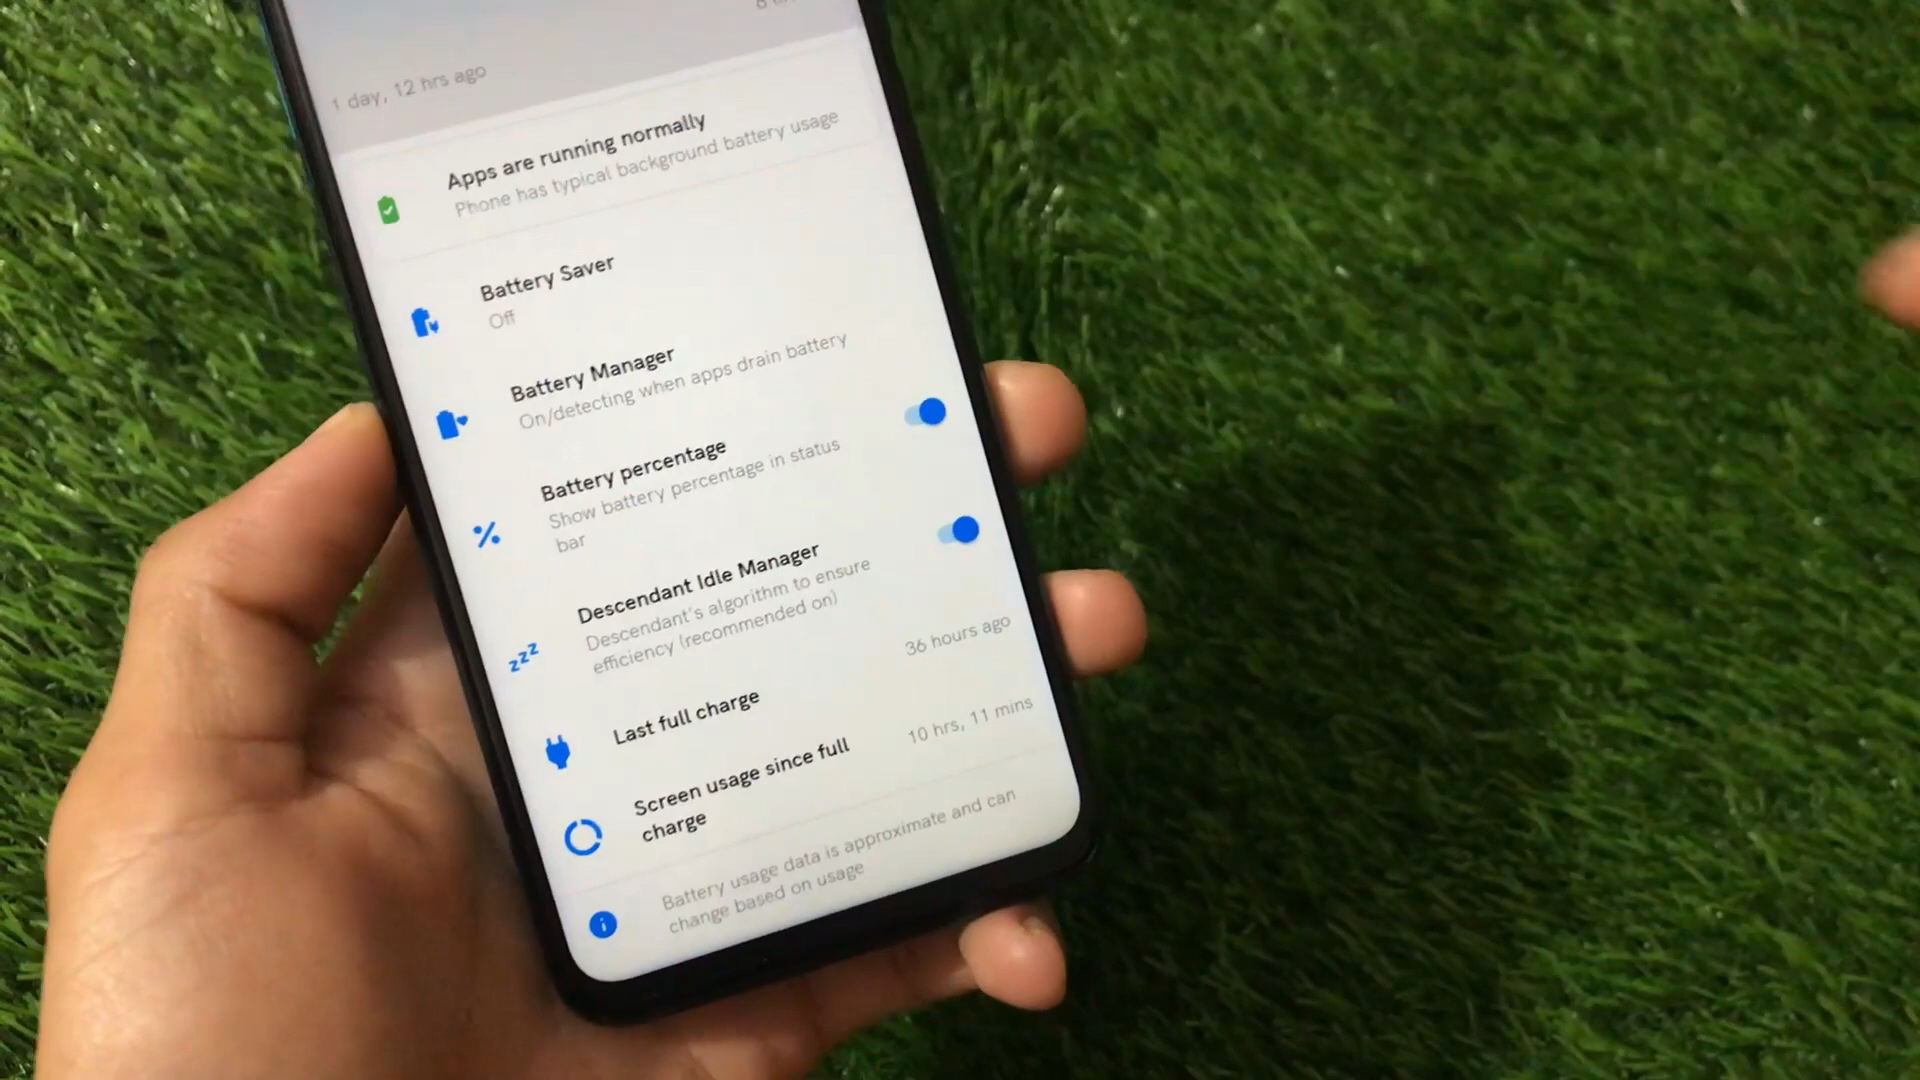 1 day, 12 hrs ago
Apps are running normally
Phone has typical background battery usage
Battery Saver
Off
Battery Manager
On/detecting when apps drain battery
Battery percentage
Show battery percentage in status
bar
Descendant Idle Manager
Descendant's algorithm to ensure
efficiency (recommended on)
Last full charge
36 hours ago
Screen usage since full
charge
10 hrs, 11 mins
Battery usage data is approximate and can
change based on usage